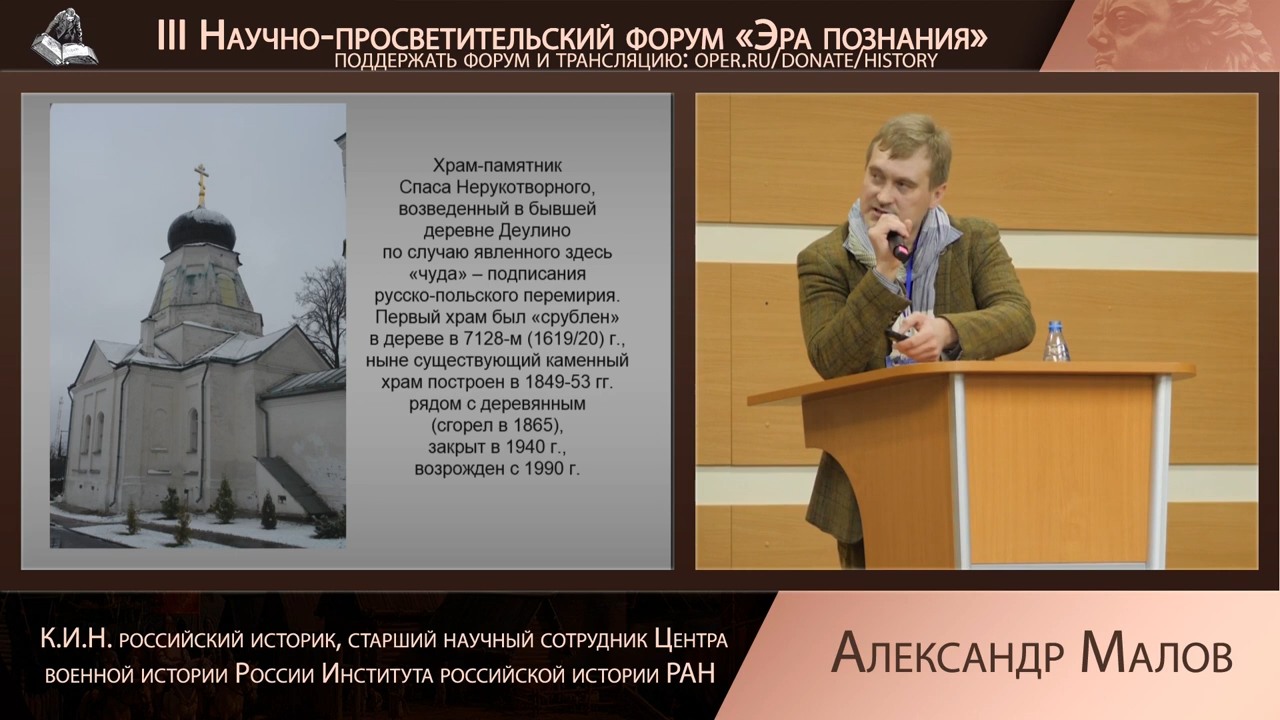 III Научно-просветительский форум «Эра познания»
поддержать форум и трансляцию: oper.ru/donate/history
Храм-памятник
Спаса Нерукотворного,
возведенный в бывшей
деревне Деулино
по случаю явленного здесь
«чуда» – подписания
русско-польского перемирия.
Первый храм был «срублен»
в дереве в 7128-м (1619/20) г.,
ныне существующий каменный
храм построен в 1849-53 гг.
рядом с деревянным
(сгорел в 1865),
закрыт в 1940 г.,
возрожден с 1990 г.
К.И.Н. российский историк, старший научный сотрудник Центра
военной истории России Института российской истории РАН
Александр Малов